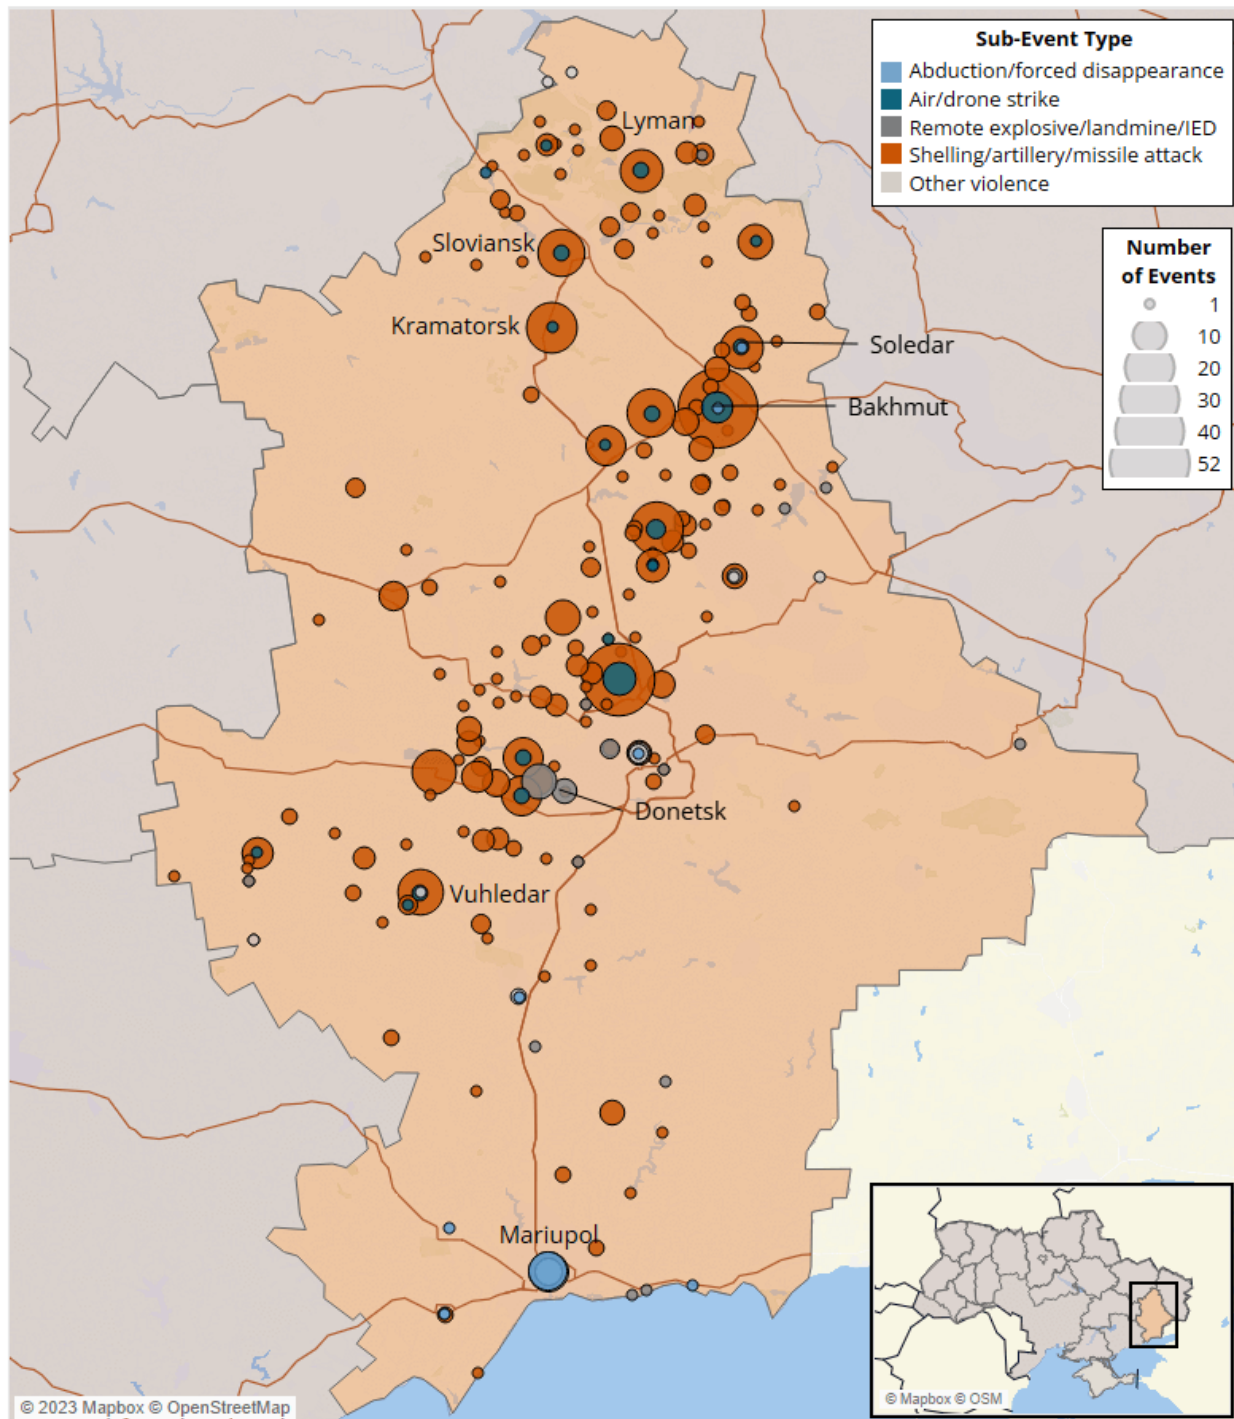 Sub-Event Type
Abduction/forced disappearance
Air/drone strike
Remote explosive/landmine/IED
Shelling/artillery/missile attack
Other violence
Number
of Events
1
10
20
30
40
52
Lyman
Sloviansk
Kramatorsk
Soledar
Bakhmut
Donetsk
Vuhledar
Mariupol
© Mapbox © OSM
© 2023 Mapbox © OpenStreetMap